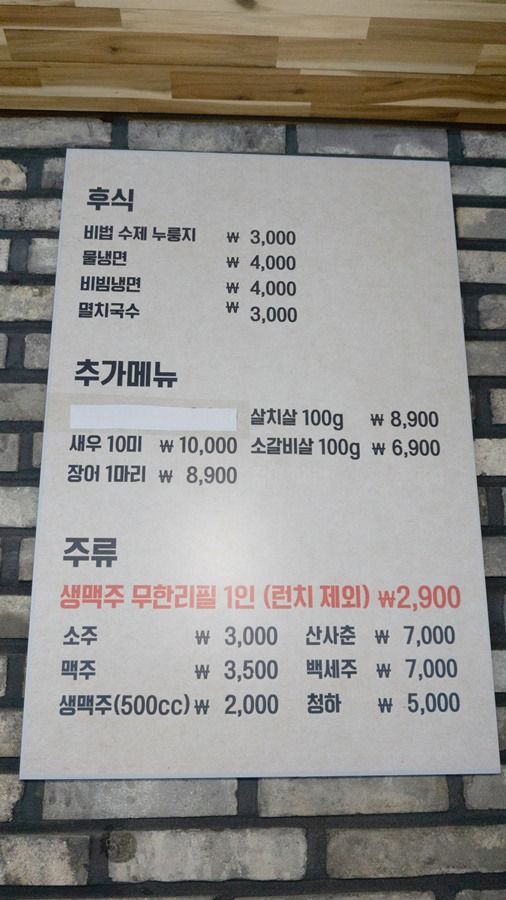 후식
비법 수제 누룽지 ₩ 3,000
물냉면 ₩ 4,000
비빔냉면 ₩ 4,000
멸치국수 ₩ 3,000
추가메뉴
살치살 100g ₩ 8,900
새우 10미 ₩ 10,000 소갈비살 100g ₩ 6,900
장어 1마리 ₩ 8,900
주류
생맥주 무한리필 1인 (런치 제외) ₩2,900
소주 ₩ 3,000 산사춘 ₩ 7,000
맥주 ₩ 3,500 백세주 ₩ 7,000
생맥주(500cc) ₩ 2,000 청하 ₩ 5,000